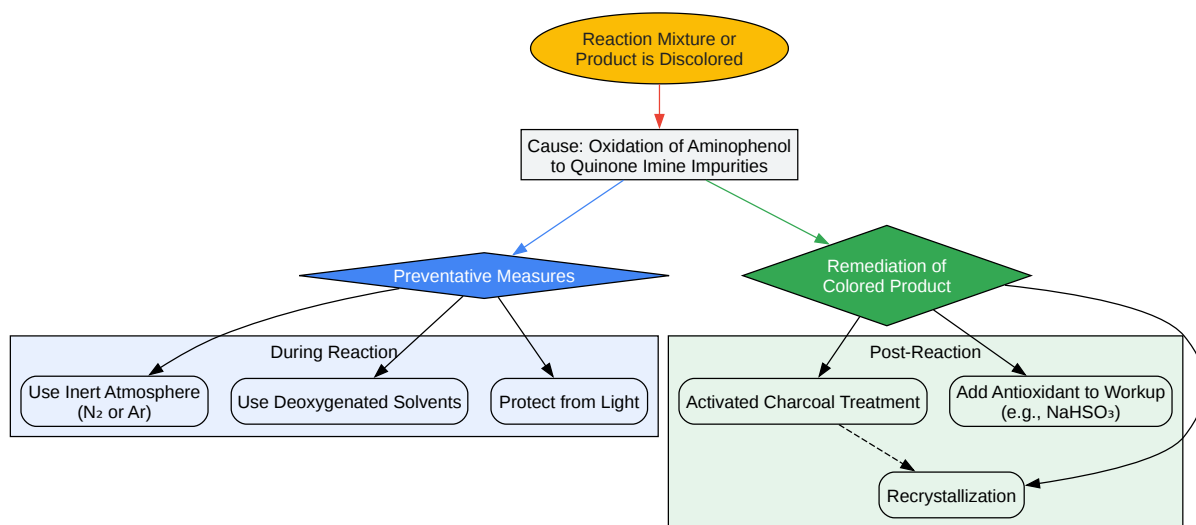 Reaction Mixture or
Product is Discolored
Cause: Oxidation of Aminophenol
to Quinone Imine Impurities
Preventative Measures
Remediation of
Colored Product
During Reaction
Use Inert Atmosphere
(N₂ or Ar)
Use Deoxygenated Solvents
Protect from Light
Post-Reaction
Activated Charcoal Treatment
Add Antioxidant to Workup
(e.g., NaHSO₃)
Recrystallization